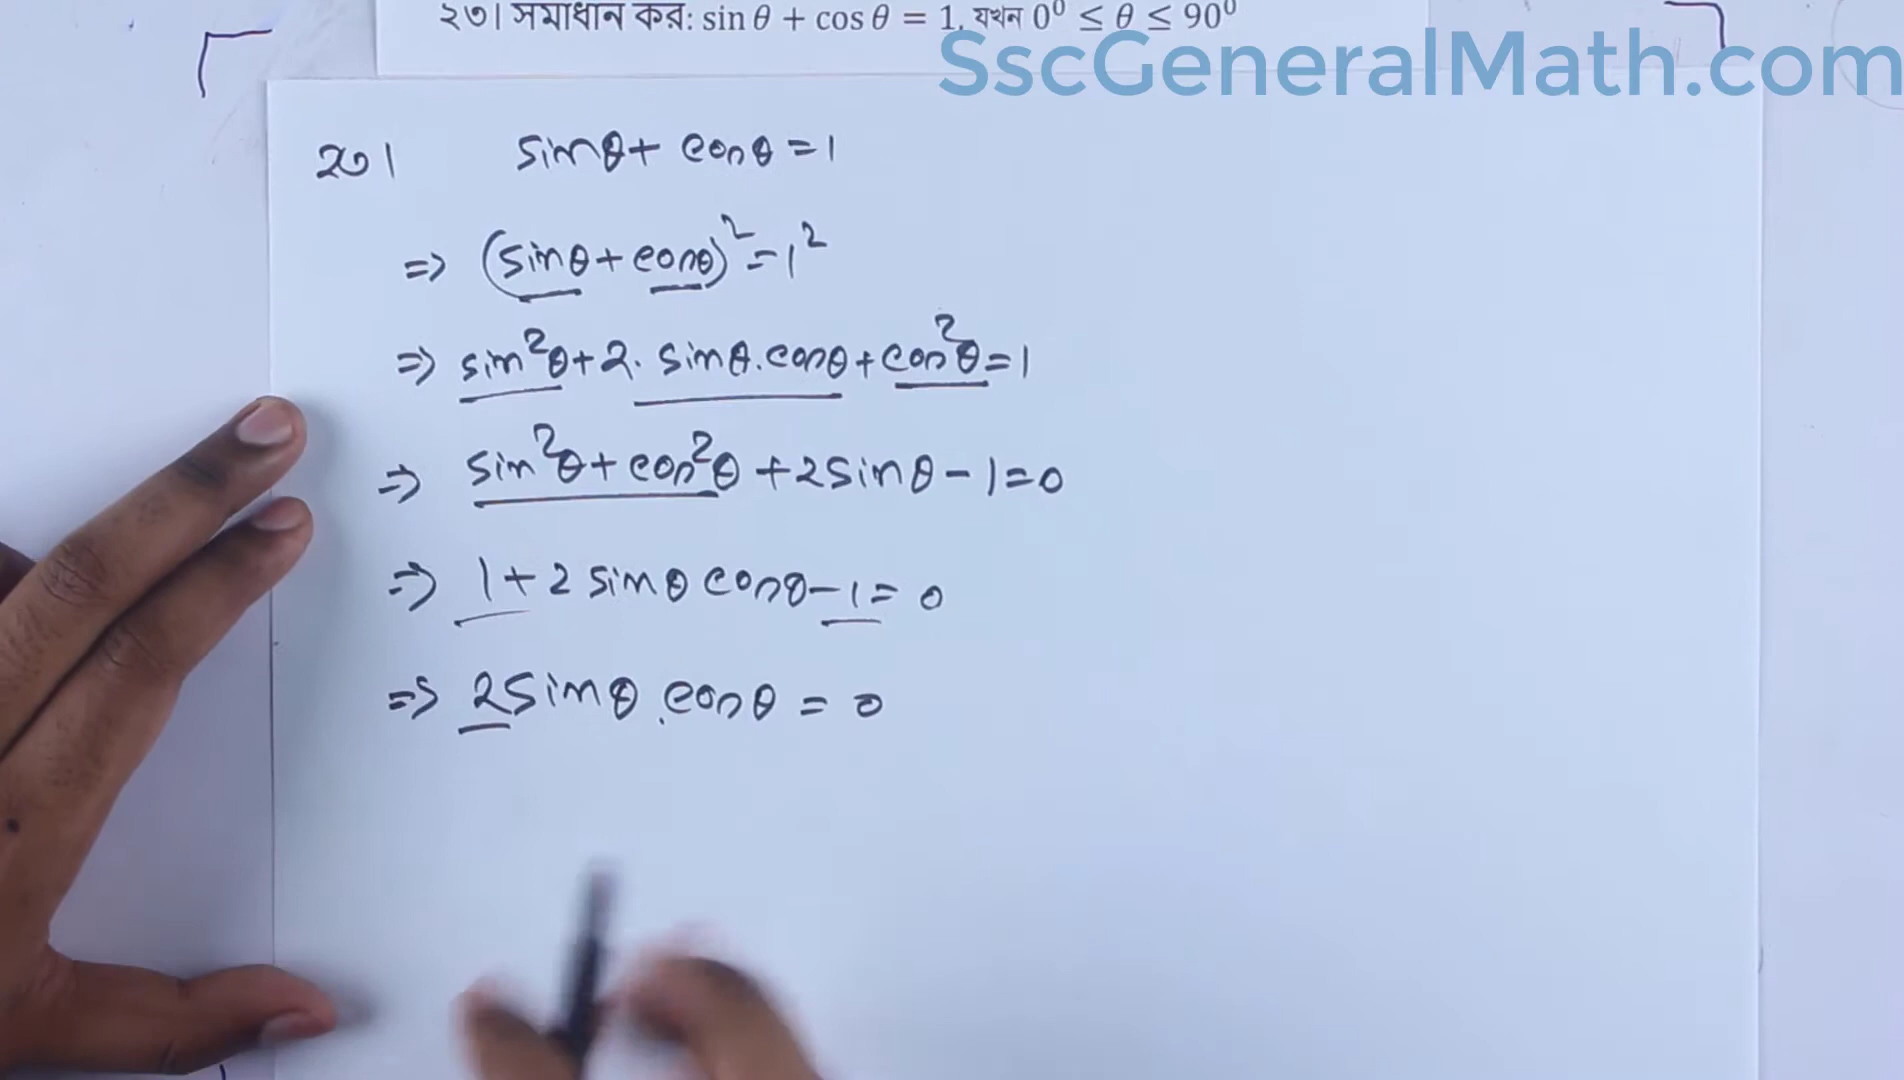 ২৩। সমাধান কর: sin θ + cos θ = 1, যখন 0⁰ ≤ θ ≤ 90⁰
SscGeneralMath.com
২৩। sinθ + cosθ = 1
=> (sinθ + cosθ)² = 1²
=> sin²θ + 2. sinθ. cosθ + cos²θ = 1
=> sin²θ + cos²θ + 2sinθ - 1 = 0
=> 1 + 2 sinθ cosθ - 1 = 0
=> 2sinθ . cosθ = 0